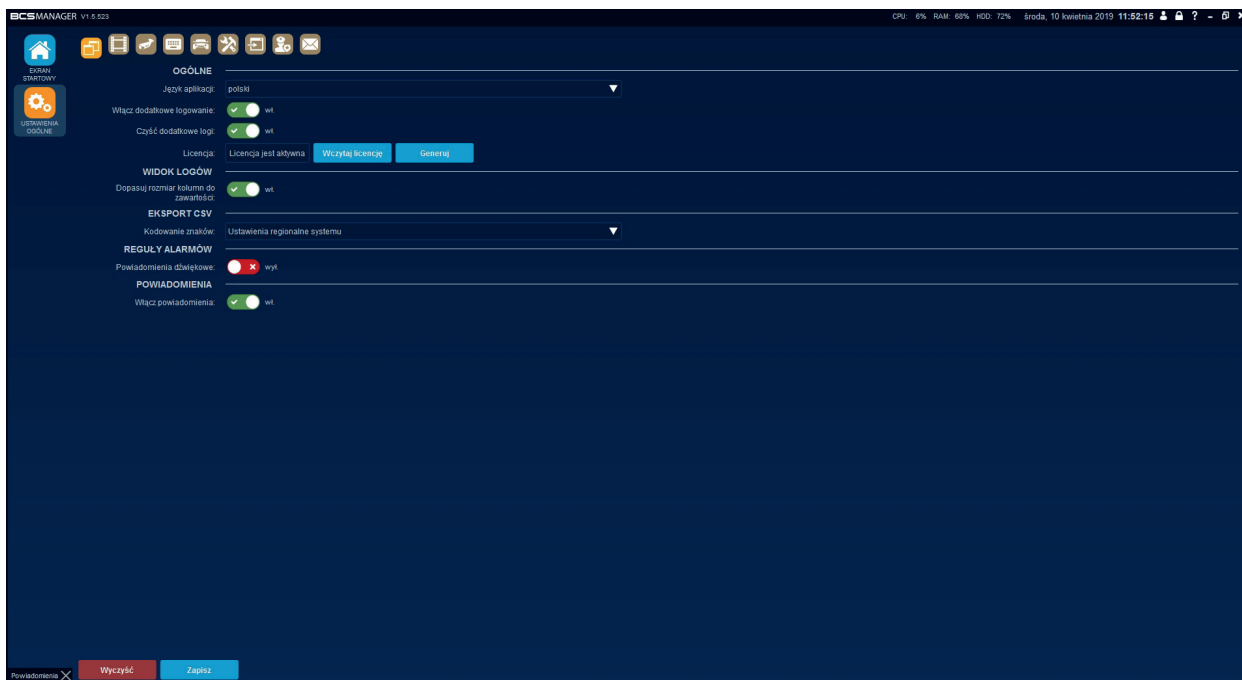 BCSMANAGER V1.5.523
CPU: 6% RAM: 68% HDD: 72% środa, 10 kwietnia 2019 11:52:15
EKRAN
STARTOWY
USTAWIENIA
OGÓLNE
OGÓLNE
Język aplikacji: polski
Włącz dodatkowe logowanie: wł.
Czyść dodatkowe logi: wł.
Licencja: Licencja jest aktywna Wczytaj licencję Generuj
WIDOK LOGÓW
Dopasuj rozmiar kolumn do
zawartości: wł.
EKSPORT CSV
Kodowanie znaków: Ustawienia regionalne systemu
REGUŁY ALARMÓW
Powiadomienia dźwiękowe: wył.
POWIADOMIENIA
Włącz powiadomienia: wł.
Powiadomienia Wyczyść Zapisz